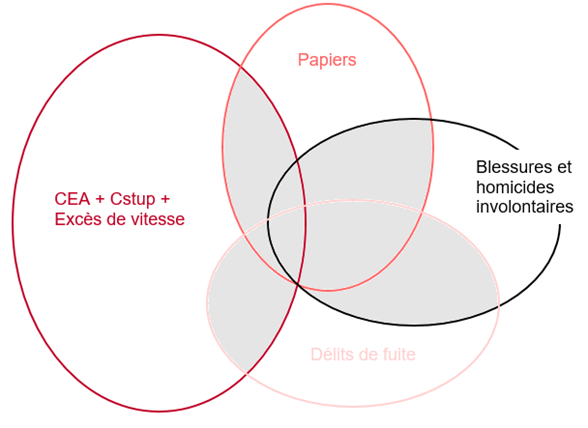 Papiers
Blessures et
homicides
involontaires
CEA + Cstup +
Excès de vitesse
Délits de fuite